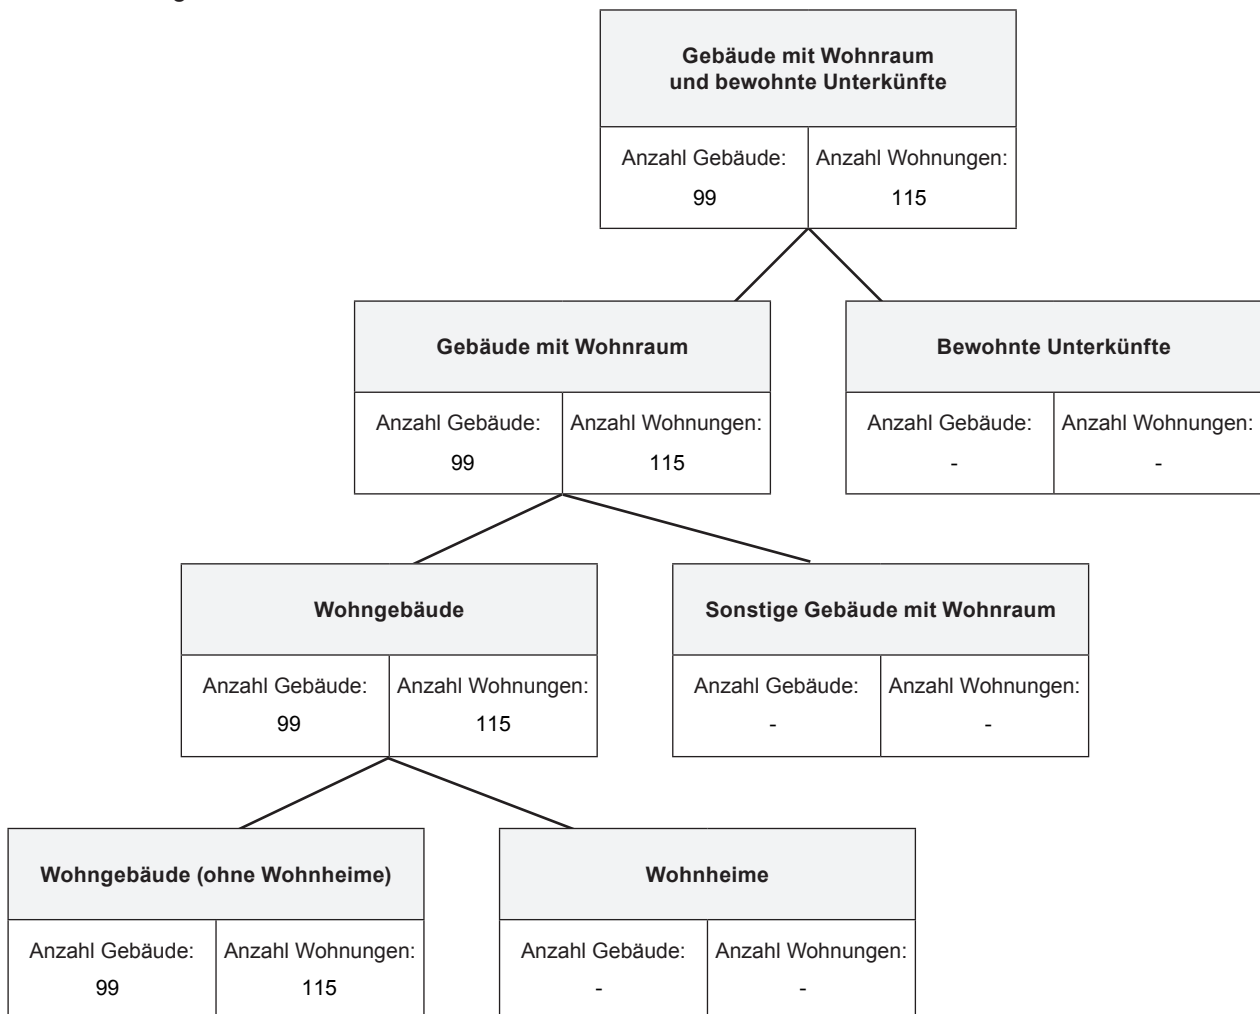 Gebäude mit Wohnraum
und bewohnte Unterkünfte
Anzahl Gebäude: Anzahl Wohnungen:
99 115
Gebäude mit Wohnraum Bewohnte Unterkünfte
Anzahl Gebäude: Anzahl Wohnungen: Anzahl Gebäude: Anzahl Wohnungen:
99 115 - -
Wohngebäude Sonstige Gebäude mit Wohnraum
Anzahl Gebäude: Anzahl Wohnungen: Anzahl Gebäude: Anzahl Wohnungen:
99 115 - -
Wohngebäude (ohne Wohnheime) Wohnheime
Anzahl Gebäude: Anzahl Wohnungen: Anzahl Gebäude: Anzahl Wohnungen:
99 115 - -